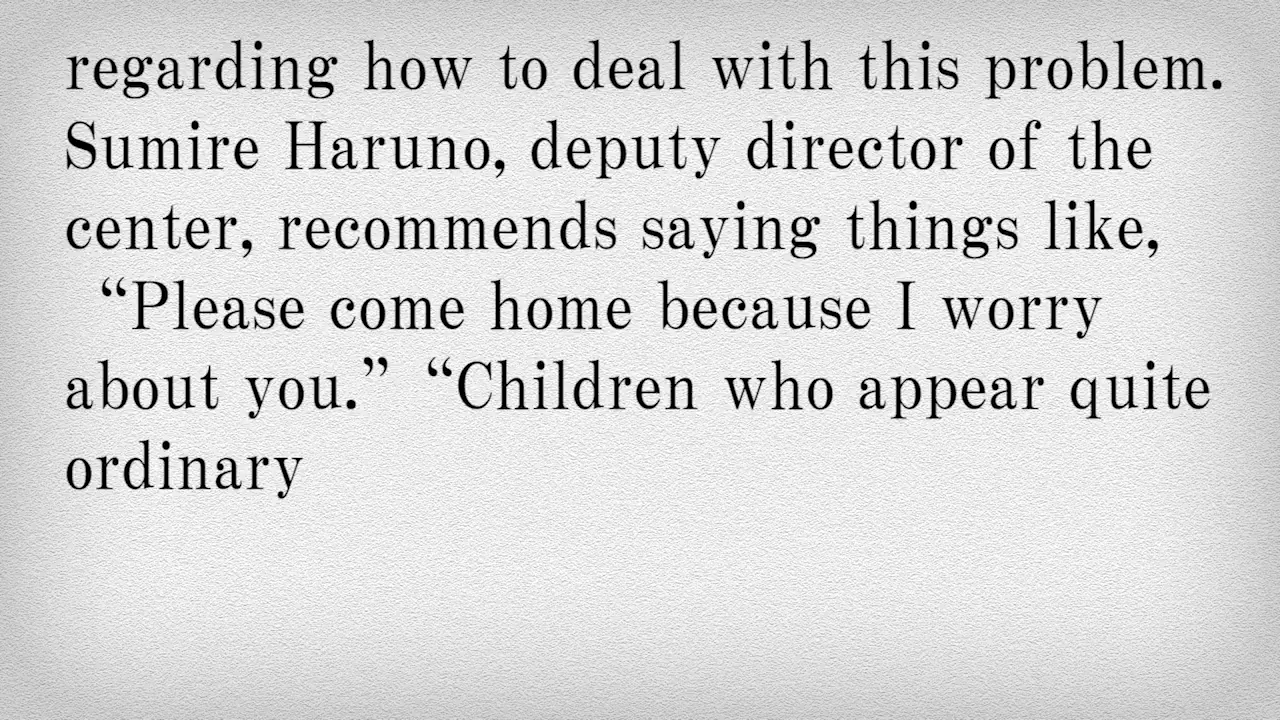 regarding how to deal with this problem.
Sumire Haruno, deputy director of the
center, recommends saying things like,
“Please come home because I worry
about you.” “Children who appear quite
ordinary